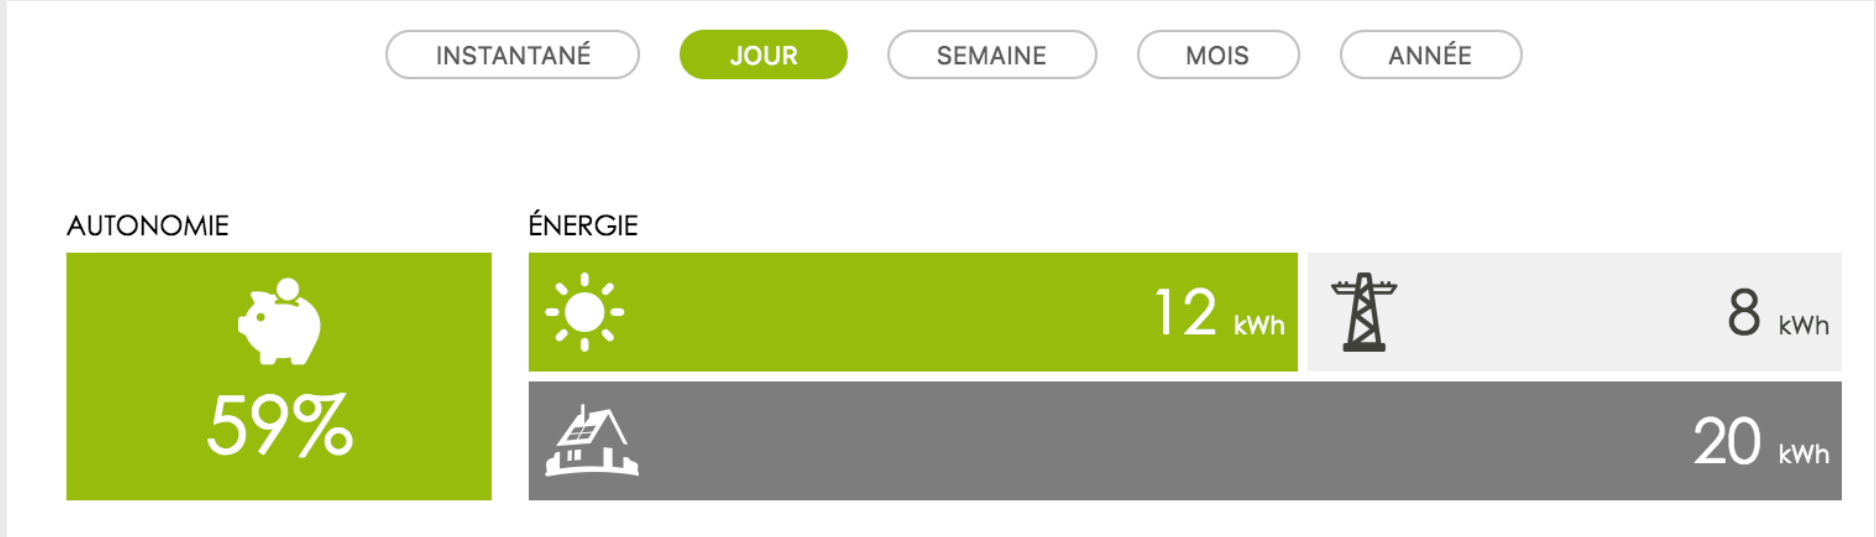 INSTANTANÉ JOUR SEMAINE MOIS ANNÉE
AUTONOMIE
59%
ÉNERGIE
12 kWh
8 kWh
20 kWh